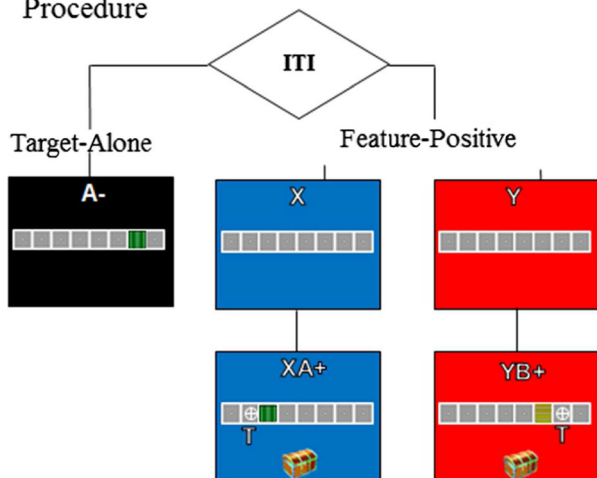 Procedure
ITI
Target-Alone
Feature-Positive
A-
X
Y
XA+
T
YB+
T